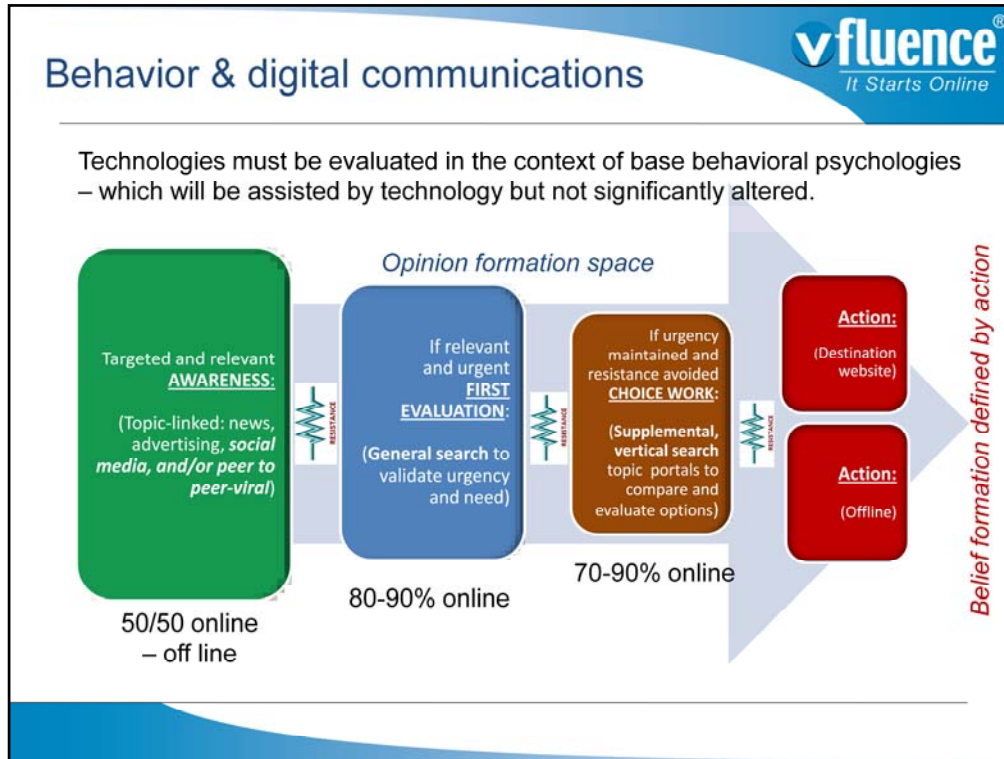 vfluence®
It Starts Online
Behavior & digital communications
Technologies must be evaluated in the context of base behavioral psychologies
– which will be assisted by technology but not significantly altered.
Opinion formation space
Targeted and relevant
AWARENESS:
(Topic-linked: news,
advertising, social
media, and/or peer to
peer-viral)
50/50 online
– off line
RESISTANCE
If relevant
and urgent
FIRST
EVALUATION:
(General search to
validate urgency
and need)
80-90% online
RESISTANCE
If urgency
maintained and
resistance avoided
CHOICE WORK:
(Supplemental,
vertical search
topic portals to
compare and
evaluate options)
70-90% online
RESISTANCE
Action:
(Destination
website)
Action:
(Offline)
Belief formation defined by action